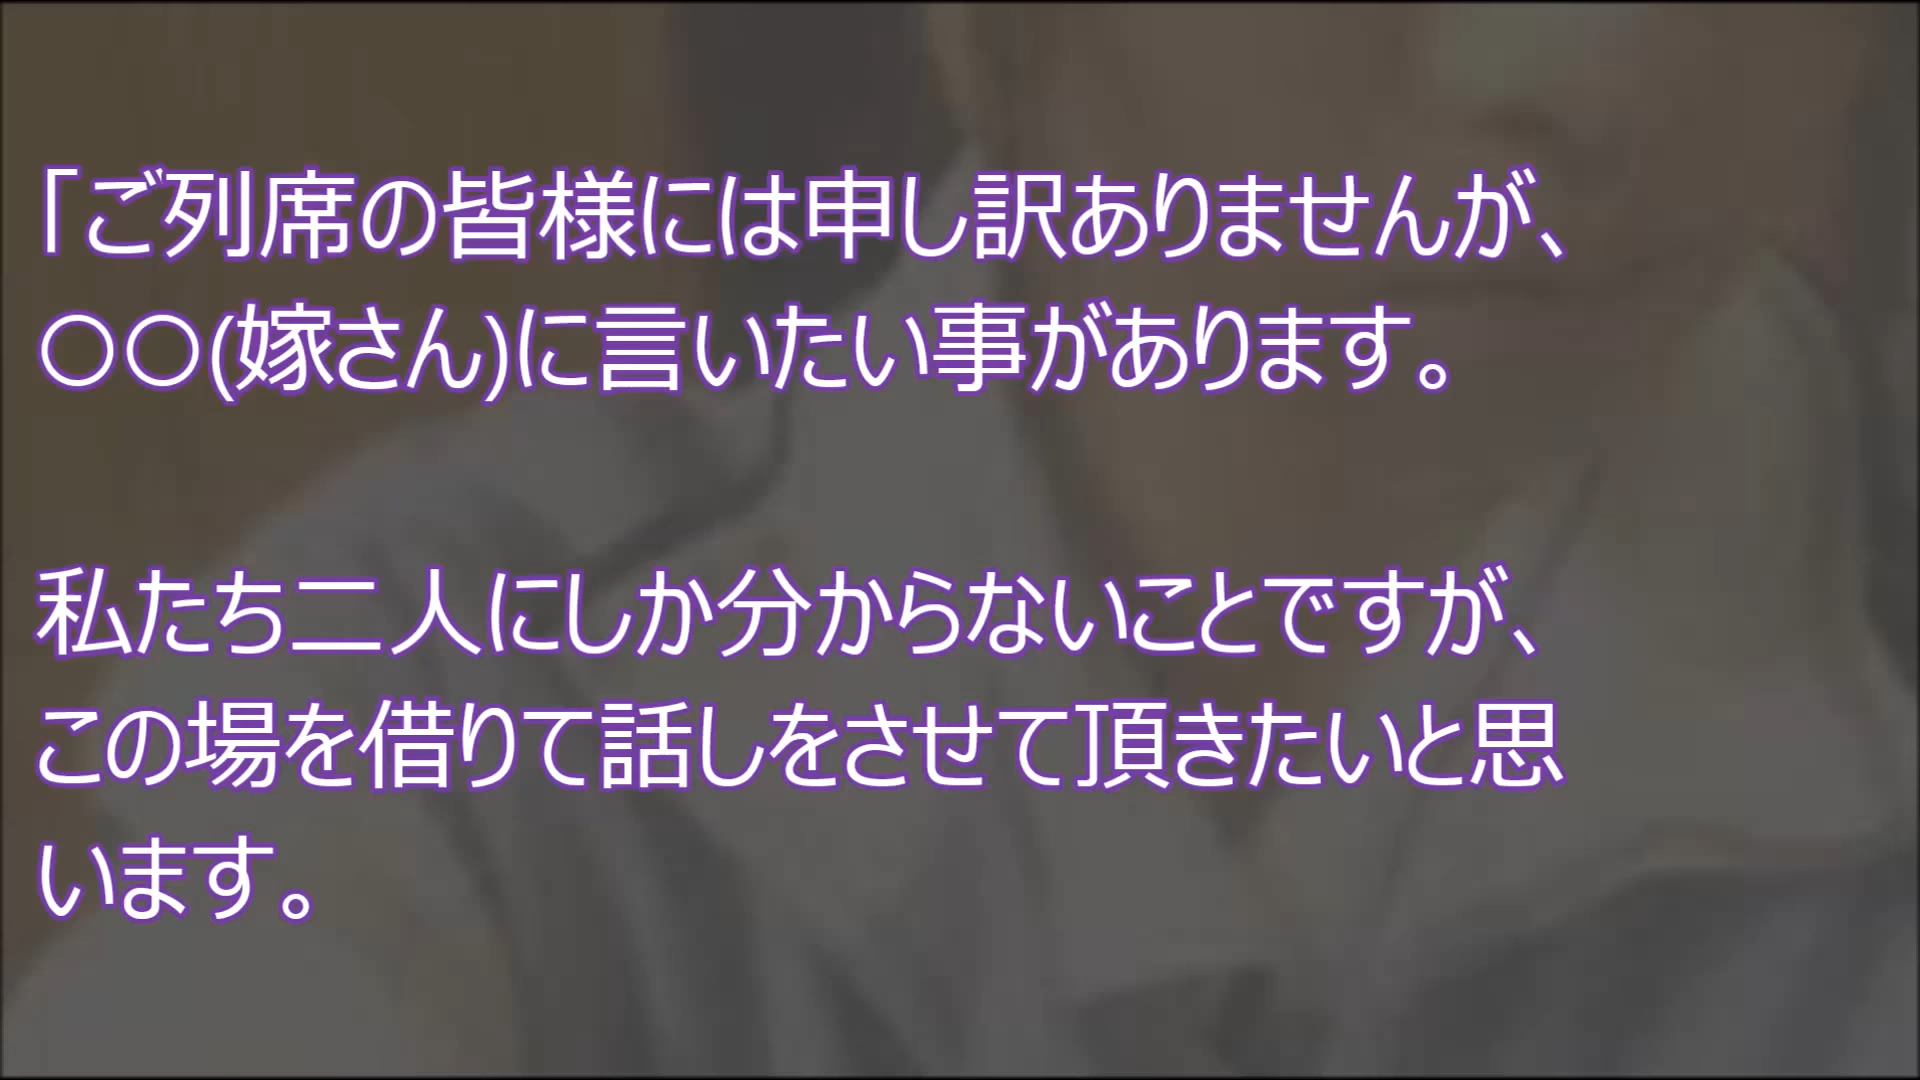 「ご列席の皆様には申し訳ありませんが、
○○(嫁さん)に言いたい事があります。
私たち二人にしか分からないことですが、
この場を借りて話しをさせて頂きたいと思
います。